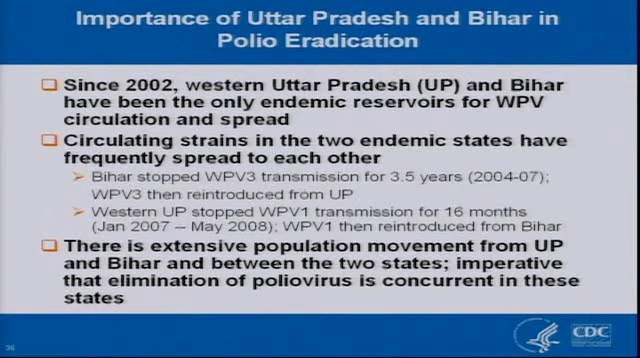 Importance of Uttar Pradesh and Bihar in
Polio Eradication
Since 2002, western Uttar Pradesh (UP) and Bihar
have been the only endemic reservoirs for WPV
circulation and spread
Circulating strains in the two endemic states have
frequently spread to each other
Bihar stopped WPV3 transmission for 3.5 years (2004-07);
WPV3 then reintroduced from UP
Western UP stopped WPV1 transmission for 16 months
(Jan 2007 – May 2008); WPV1 then reintroduced from Bihar
There is extensive population movement from UP
and Bihar and between the two states; imperative
that elimination of poliovirus is concurrent in these
states
36
CDC